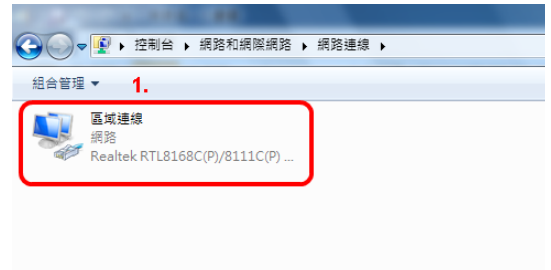 控制台 ▸ 網路和網際網路 ▸ 網路連線 ▸
組合管理 ▾
1.
區域連線
網路
Realtek RTL8168C(P)/8111C(P) ...